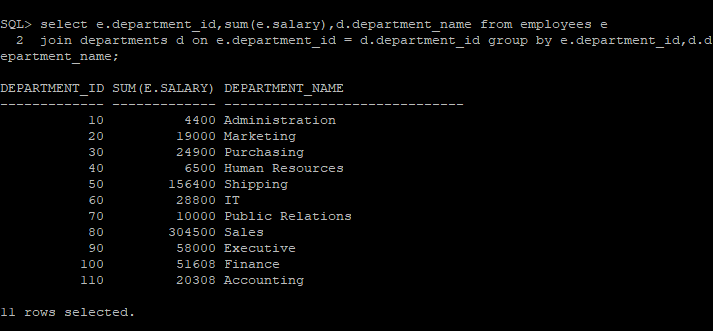 SQL> select e.department_id,sum(e.salary),d.department_name from employees e
  2  join departments d on e.department_id = d.department_id group by e.department_id,d.d
epartment_name;
DEPARTMENT_ID SUM(E.SALARY) DEPARTMENT_NAME
------------- ------------- ------------------------------
           10          4400 Administration
           20         19000 Marketing
           30         24900 Purchasing
           40          6500 Human Resources
           50        156400 Shipping
           60         28800 IT
           70         10000 Public Relations
           80        304500 Sales
           90         58000 Executive
          100         51608 Finance
          110         20308 Accounting
11 rows selected.